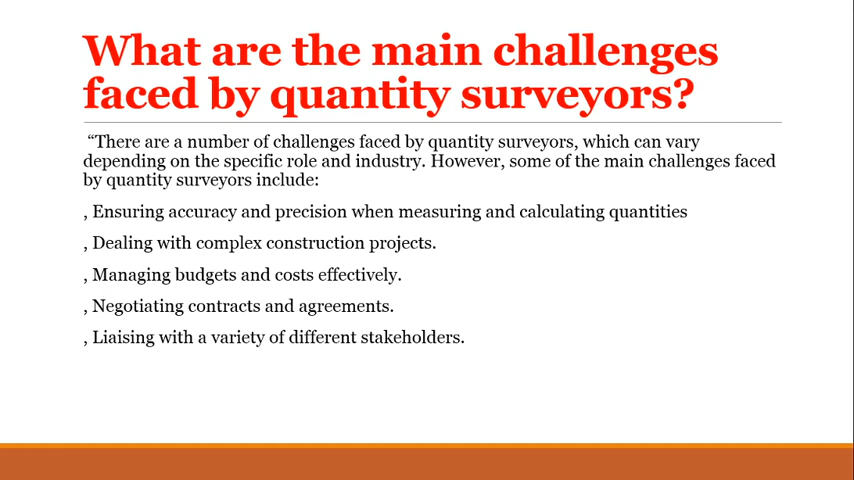 What are the main challenges
faced by quantity surveyors?
“There are a number of challenges faced by quantity surveyors, which can vary
depending on the specific role and industry. However, some of the main challenges faced
by quantity surveyors include:
, Ensuring accuracy and precision when measuring and calculating quantities
, Dealing with complex construction projects.
, Managing budgets and costs effectively.
, Negotiating contracts and agreements.
, Liaising with a variety of different stakeholders.